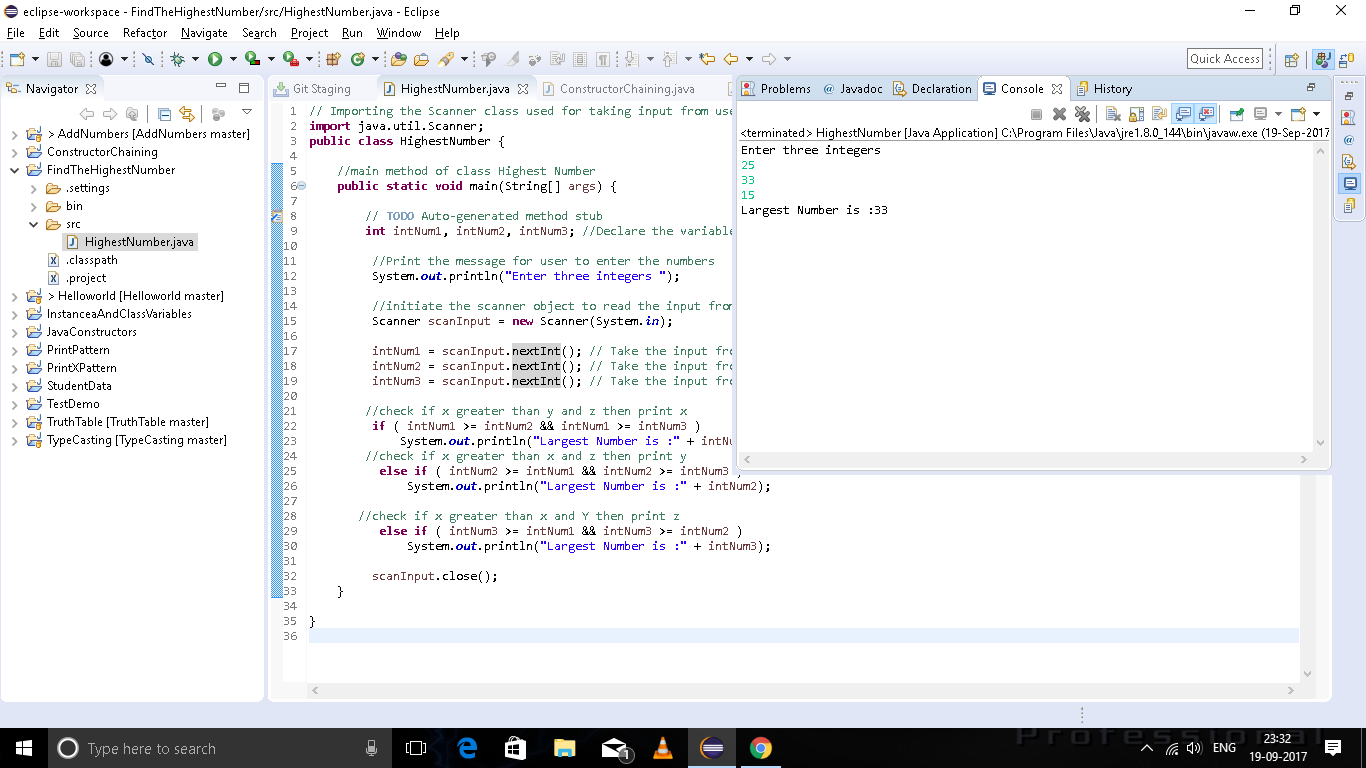 eclipse-workspace - FindTheHighestNumber/src/HighestNumber.java - Eclipse
File Edit Source Refactor Navigate Search Project Run Window Help
Quick Access
Navigator
> AddNumbers [AddNumbers master]
ConstructorChaining
FindTheHighestNumber
.settings
bin
src
HighestNumber.java
.classpath
.project
> Helloworld [Helloworld master]
InstanceaAndClassVariables
JavaConstructors
PrintPattern
PrintXPattern
StudentData
TestDemo
TruthTable [TruthTable master]
TypeCasting [TypeCasting master]
Git Staging HighestNumber.java ConstructorChaining.java
1 // Importing the Scanner class used for taking input from use
2 import java.util.Scanner;
3 public class HighestNumber {
4
5 //main method of class Highest Number
6 public static void main(String[] args) {
7
8 // TODO Auto-generated method stub
9 int intNum1, intNum2, intNum3; //Declare the variable
10
11 //Print the message for user to enter the numbers
12 System.out.println("Enter three integers ");
13
14 //initiate the scanner object to read the input from
15 Scanner scanInput = new Scanner(System.in);
16
17 intNum1 = scanInput.nextInt(); // Take the input fro
18 intNum2 = scanInput.nextInt(); // Take the input fro
19 intNum3 = scanInput.nextInt(); // Take the input fro
20
21 //check if x greater than y and z then print x
22 if ( intNum1 >= intNum2 && intNum1 >= intNum3 )
23 System.out.println("Largest Number is :" + intNu
24 //check if x greater than x and z then print y
25 else if ( intNum2 >= intNum1 && intNum2 >= intNum3 )
26 System.out.println("Largest Number is :" + intNum2);
27
28 //check if x greater than x and Y then print z
29 else if ( intNum3 >= intNum1 && intNum3 >= intNum2 )
30 System.out.println("Largest Number is :" + intNum3);
31
32 scanInput.close();
33 }
34
35 }
36
Problems @ Javadoc Declaration Console History
<terminated> HighestNumber [Java Application] C:\Program Files\Java\jre1.8.0_144\bin\javaw.exe (19-Sep-2017
Enter three integers
25
33
15
Largest Number is :33
Type here to search
1
Professional
ENG
23:32
19-09-2017